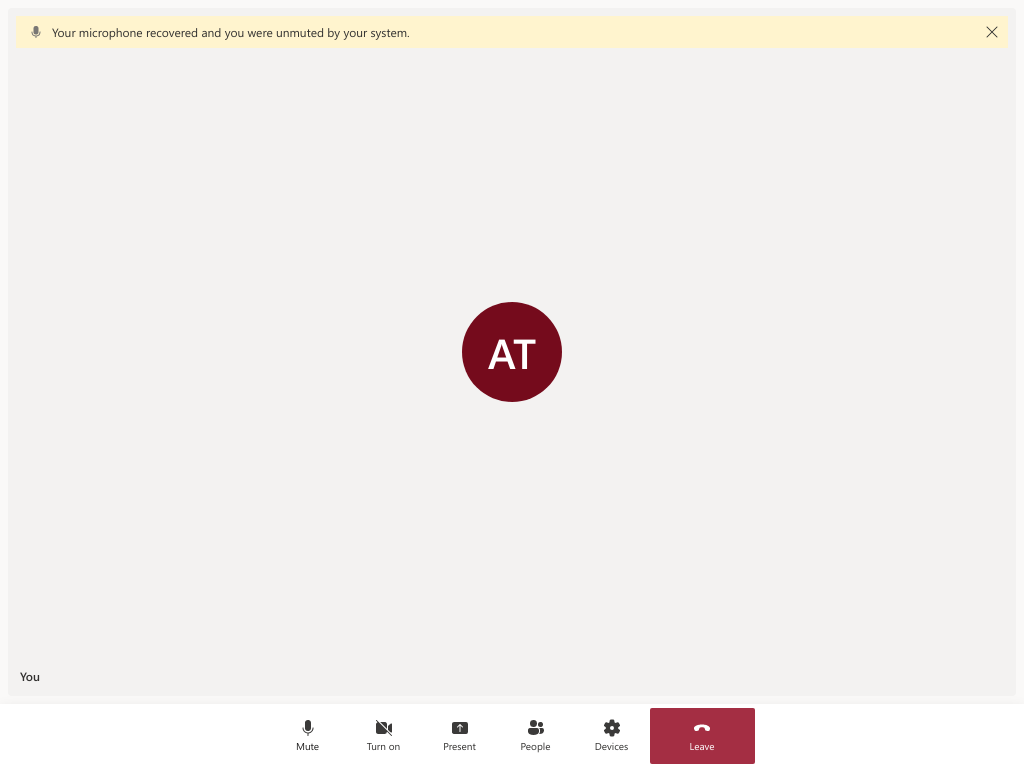 Your microphone recovered and you were unmuted by your system.
AT
You
Mute
Turn on
Present
People
Devices
Leave